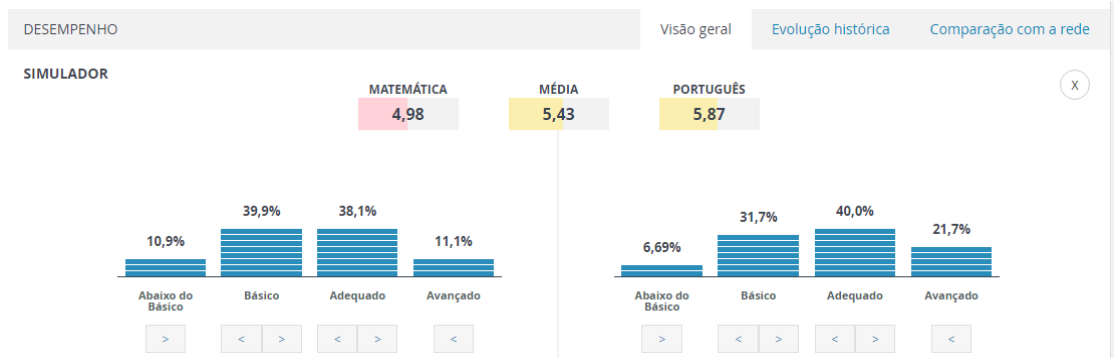 DESEMPENHO Visão geral Evolução histórica Comparação com a rede
SIMULADOR
X
MATEMÁTICA MÉDIA PORTUGUÊS
4,98 5,43 5,87
10,9% 39,9% 38,1% 11,1%
Abaixo do Básico Básico Adequado Avançado
> < > < > <
6,69% 31,7% 40,0% 21,7%
Abaixo do Básico Básico Adequado Avançado
> < > < > <